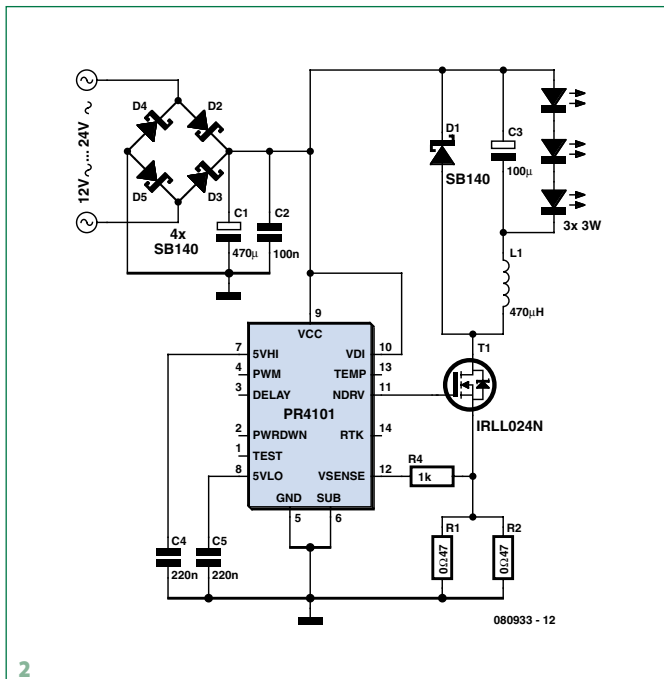 12V ~ ... 24V ~
D4
D2
D5
D3
4x
SB140
C1
470µ
C2
100n
D1
SB140
C3
100µ
3x 3W
L1
470µH
T1
IRLL024N
9
VCC
7
5VHI
VDI
10
4
PWM
TEMP
13
3
DELAY
NDRV
11
2
PWRDWN
RTK
14
1
TEST
PR4101
8
5VLO
VSENSE
12
GND
SUB
5
6
R4
1k
C4
220n
C5
220n
R1
0Ω47
R2
0Ω47
080933 - 12
2